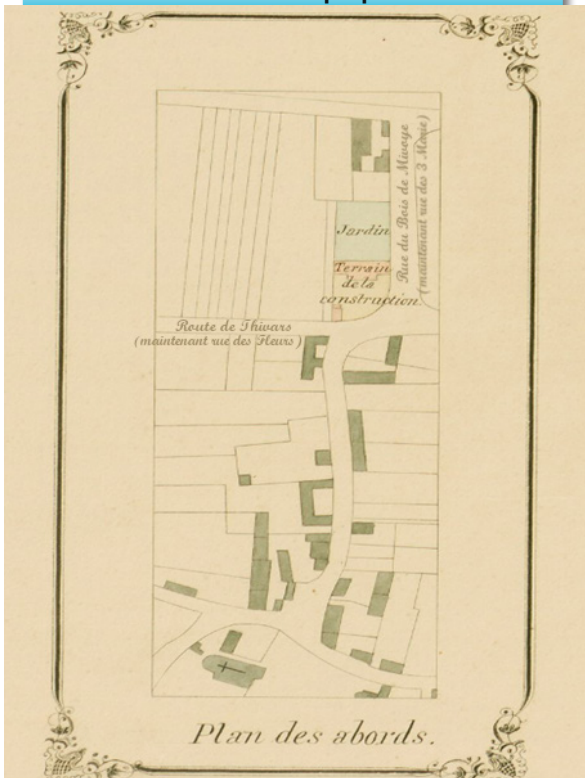 Rue du Bois de Mivoye
(maintenant rue des 3 Marie)
Jardin
Terrain
de la
construction.
Route de Thivars
(maintenant rue des Fleurs)
Plan des abords.